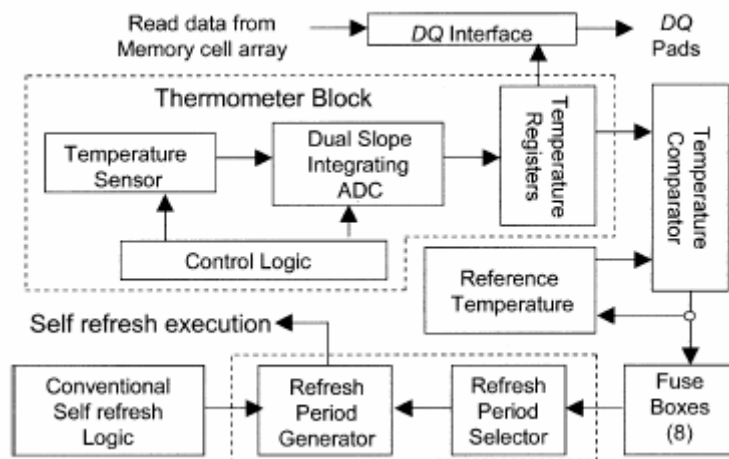 Read data from
Memory cell array
DQ Interface
DQ
Pads
Thermometer Block
Temperature
Sensor
Dual Slope
Integrating
ADC
Temperature
Registers
Temperature
Comparator
Control Logic
Reference
Temperature
Self refresh execution
Conventional
Self refresh
Logic
Refresh
Period
Generator
Refresh
Period
Selector
Fuse
Boxes
(8)